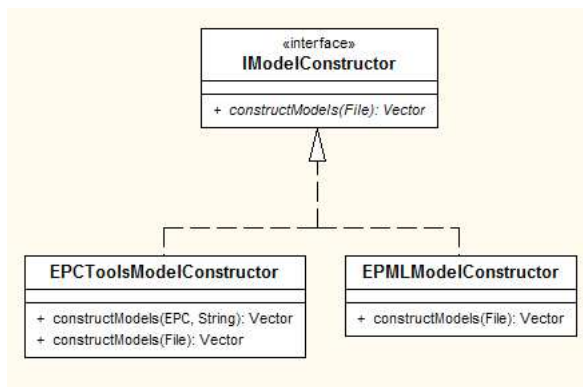 «interface»
IModelConstructor
+ constructModels(File): Vector
EPCToolsModelConstructor
+ constructModels(EPC, String): Vector
+ constructModels(File): Vector
EPMLModelConstructor
+ constructModels(File): Vector